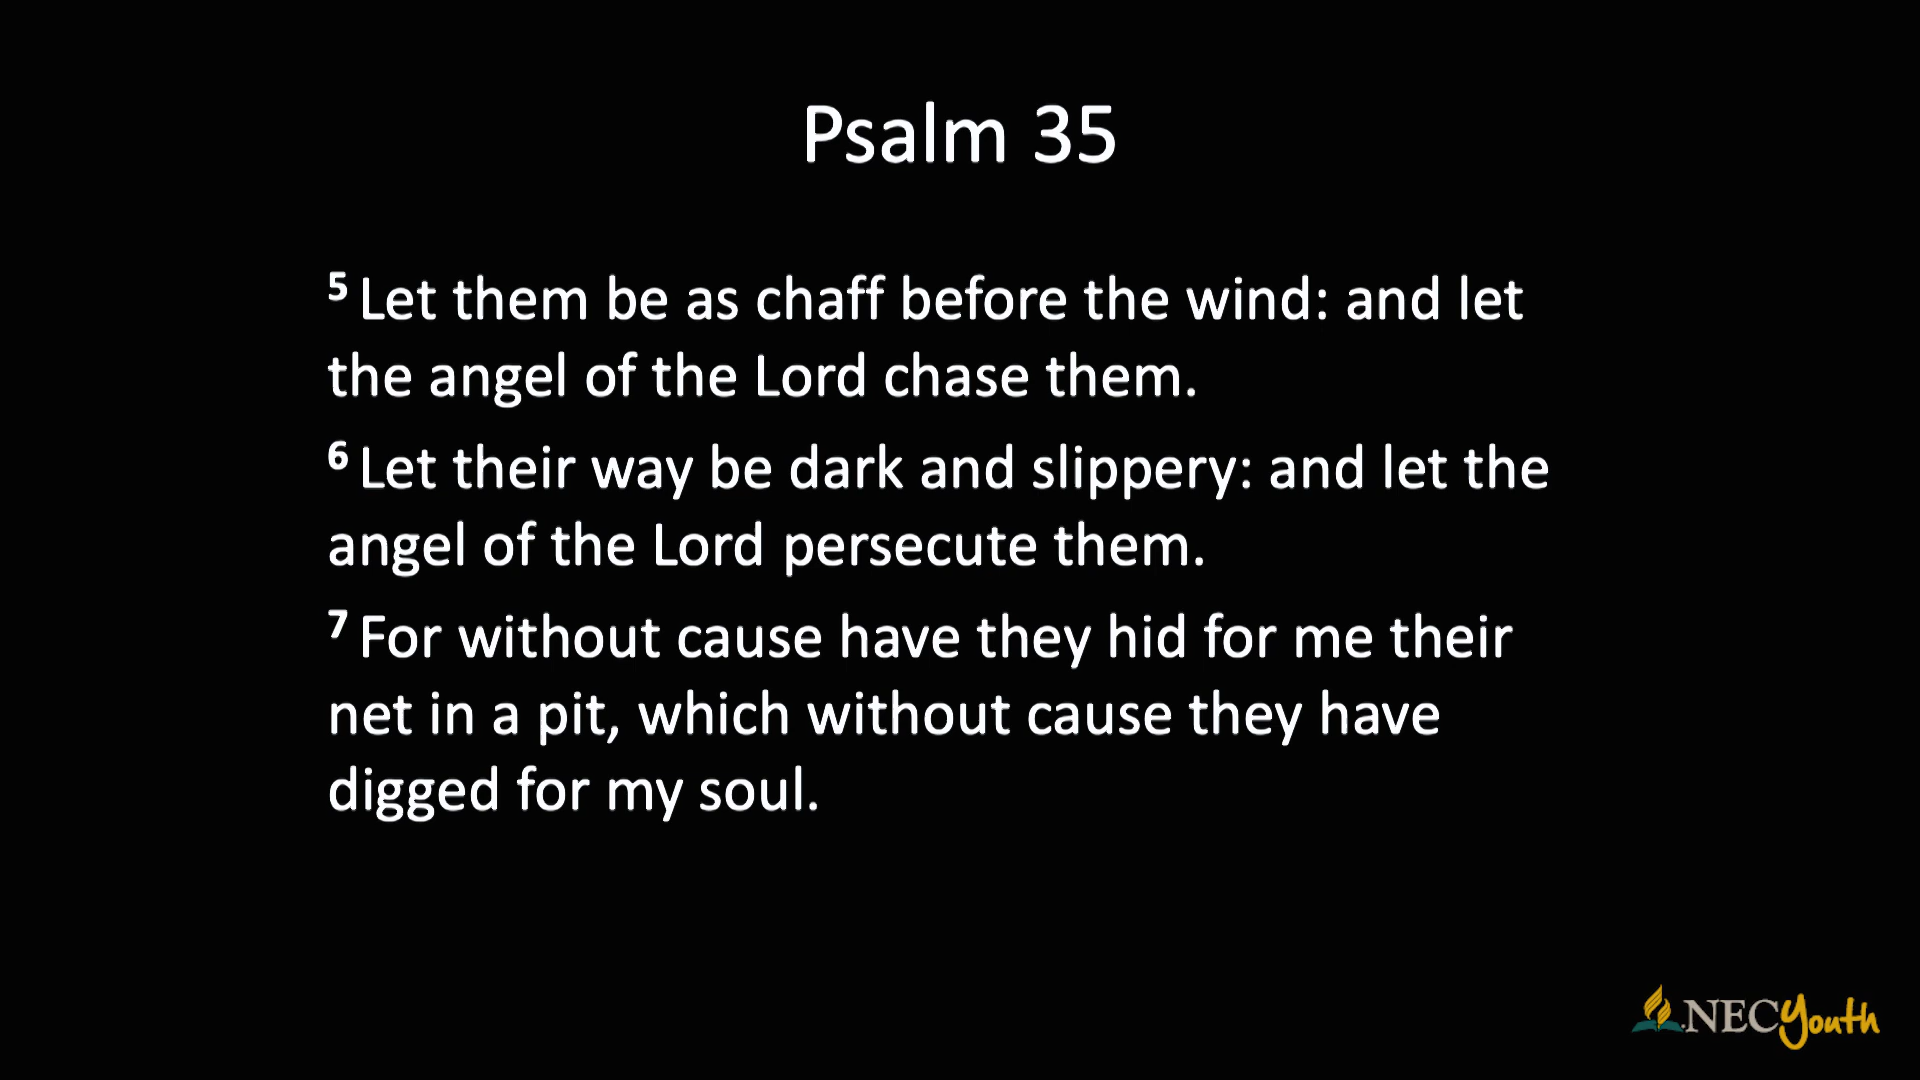 Psalm 35
5 Let them be as chaff before the wind: and let
the angel of the Lord chase them.
6 Let their way be dark and slippery: and let the
angel of the Lord persecute them.
7 For without cause have they hid for me their
net in a pit, which without cause they have
digged for my soul.
NECYouth